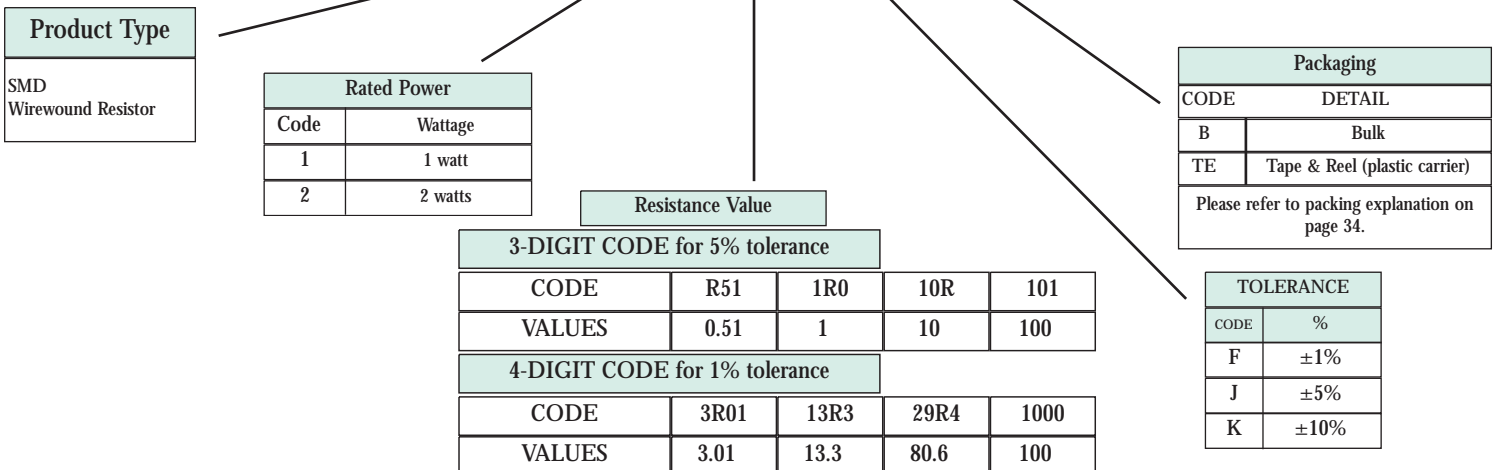 Product Type
SMD
Wirewound Resistor
Rated Power
Code Wattage
1 1 watt
2 2 watts
Resistance Value
3-DIGIT CODE for 5% tolerance
CODE R51 1R0 10R 101
VALUES 0.51 1 10 100
4-DIGIT CODE for 1% tolerance
CODE 3R01 13R3 29R4 1000
VALUES 3.01 13.3 80.6 100
Packaging
CODE DETAIL
B Bulk
TE Tape & Reel (plastic carrier)
Please refer to packing explanation on
page 34.
TOLERANCE
CODE %
F ±1%
J ±5%
K ±10%